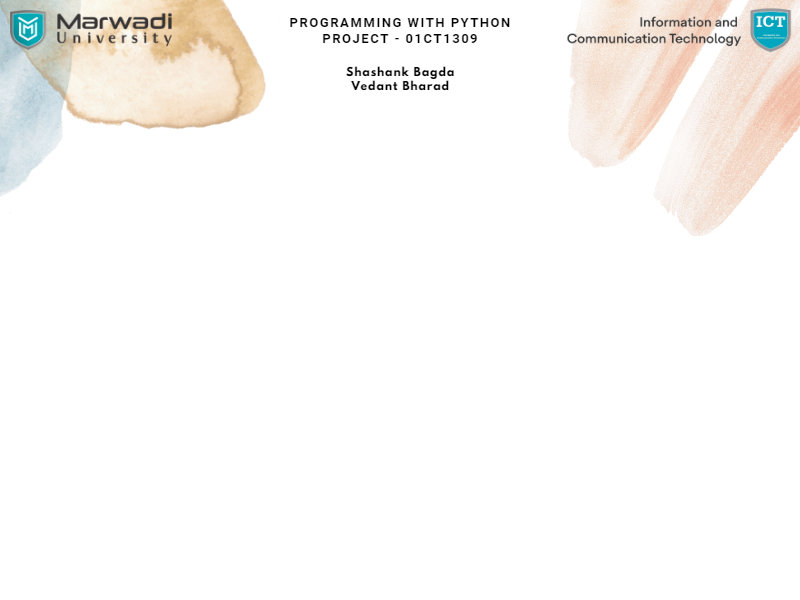 Marwadi
University
PROGRAMMING WITH PYTHON
PROJECT - 01CT1309
Shashank Bagda
Vedant Bharad
Information and
Communication Technology
ICT